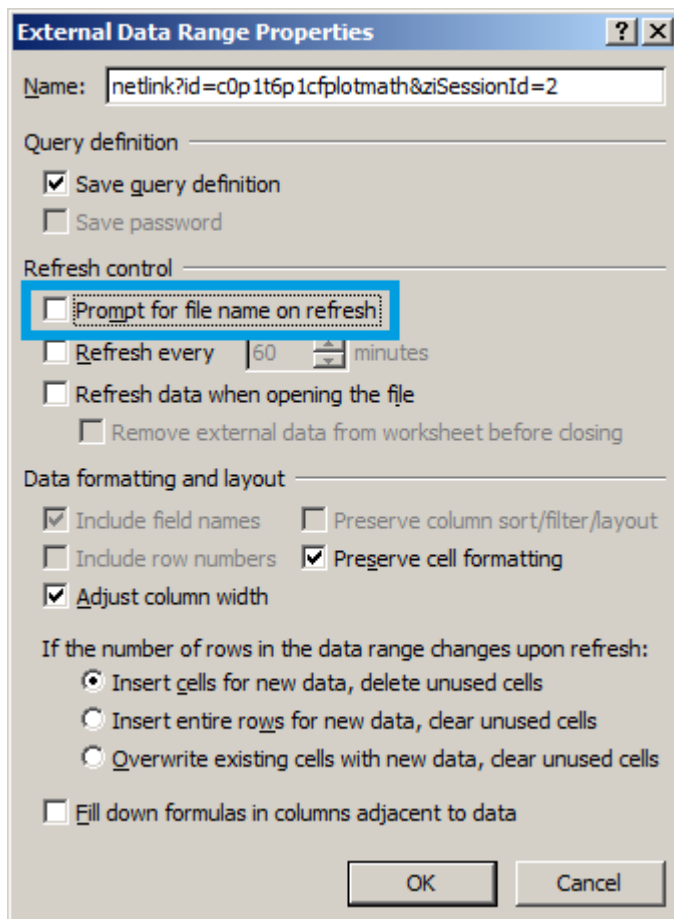 External Data Range Properties
Name: netlink?id=c0p1t6p1cfplotmath&ziSessionId=2
Query definition
Save query definition
Save password
Refresh control
Prompt for file name on refresh
Refresh every 60 minutes
Refresh data when opening the file
Remove external data from worksheet before closing
Data formatting and layout
Include field names Preserve column sort/filter/layout
Include row numbers Preserve cell formatting
Adjust column width
If the number of rows in the data range changes upon refresh:
Insert cells for new data, delete unused cells
Insert entire rows for new data, clear unused cells
Overwrite existing cells with new data, clear unused cells
Fill down formulas in columns adjacent to data
OK Cancel